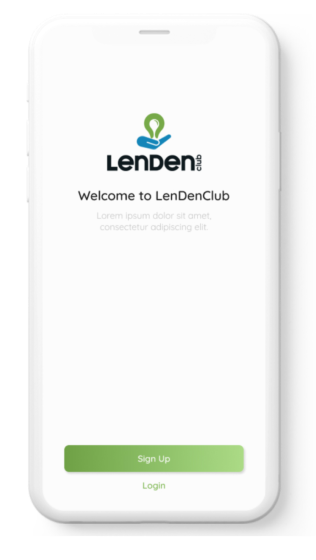 LenDen club
Welcome to LenDenClub
Lorem ipsum dolor sit amet,
consectetur adipiscing elit.
Sign Up
Login